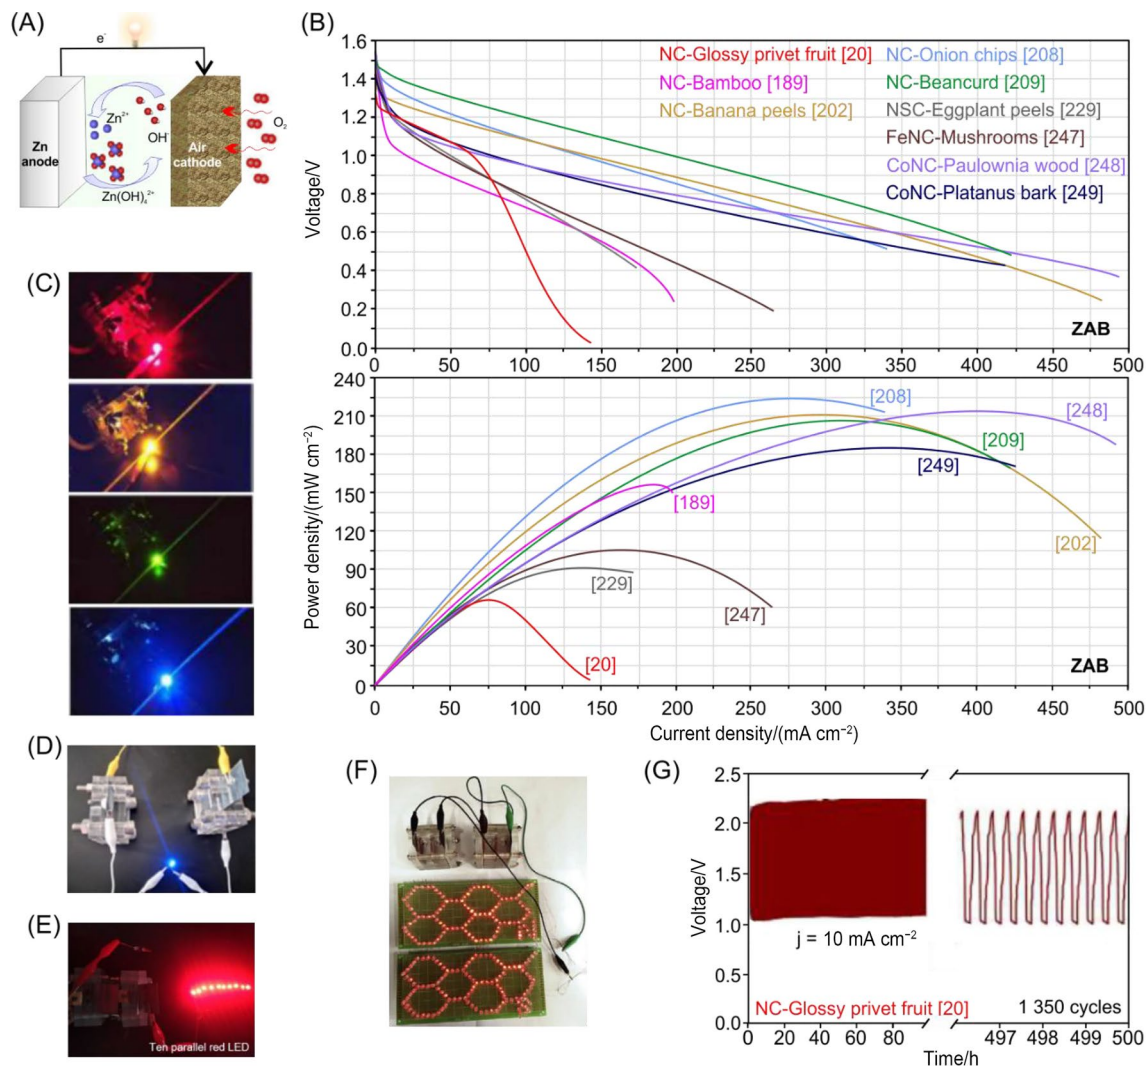 (A)
e-
Zn
anode
Zn2+
OH-
Zn(OH)₄2+
Air
cathode
O₂
(B)
1.6
1.4
1.2
1.0
0.8
0.6
0.4
0.2
0.0
Voltage/V
NC-Glossy privet fruit [20]
NC-Bamboo [189]
NC-Banana peels [202]
NC-Onion chips [208]
NC-Beancurd [209]
NSC-Eggplant peels [229]
FeNC-Mushrooms [247]
CoNC-Paulownia wood [248]
CoNC-Platanus bark [249]
ZAB
0 50 100 150 200 250 300 350 400 450 500
240
210
180
150
120
90
60
30
0
Power density/(mW cm⁻²)
[208]
[248]
[209]
[249]
[189]
[202]
[229]
[247]
[20]
ZAB
0 50 100 150 200 250 300 350 400 450 500
Current density/(mA cm⁻²)
(C)
(D)
(E)
Ten parallel red LED
(F)
(G)
2.5
2.0
1.5
1.0
0.5
0.0
Voltage/V
j = 10 mA cm⁻²
NC-Glossy privet fruit [20]
1 350 cycles
0 20 40 60 80 497 498 499 500
Time/h